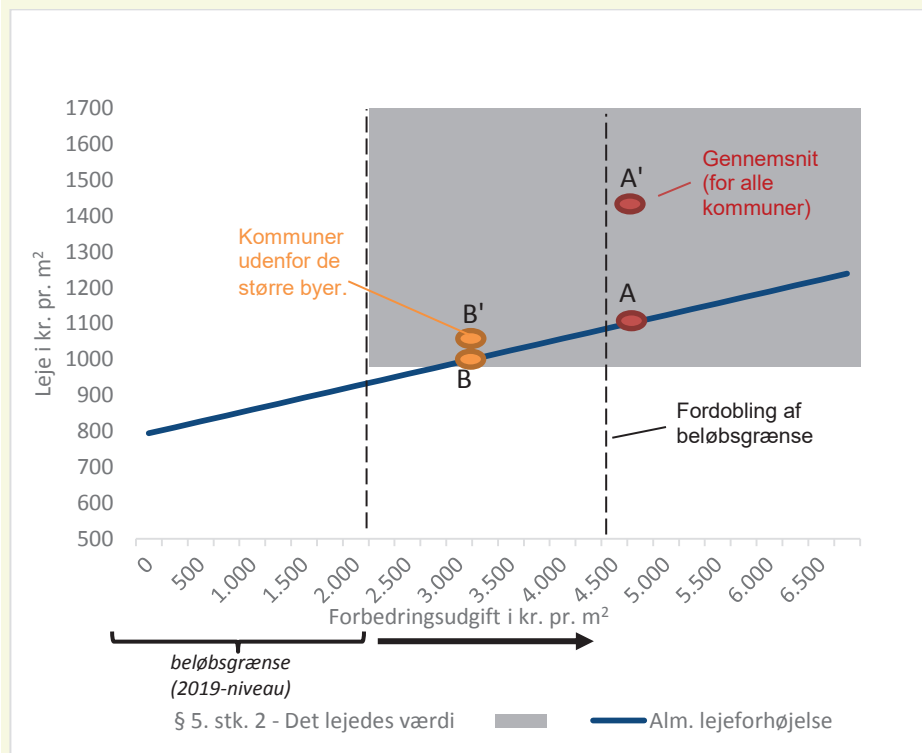 1700
1600
1500
1400
1300
1200
1100
1000
900
800
700
600
500
Leje i kr. pr. m²
Gennemsnit
(for alle
kommuner)
A'
Kommuner
udenfor de
større byer.
B'
A
B
Fordobling af
beløbsgrænse
0
500
1.000
1.500
2.000
2.500
3.000
3.500
4.000
4.500
5.000
5.500
6.000
6.500
Forbedringsudgift i kr. pr. m²
beløbsgrænse
(2019-niveau)
§ 5. stk. 2 - Det lejedes værdi
Alm. lejeforhøjelse